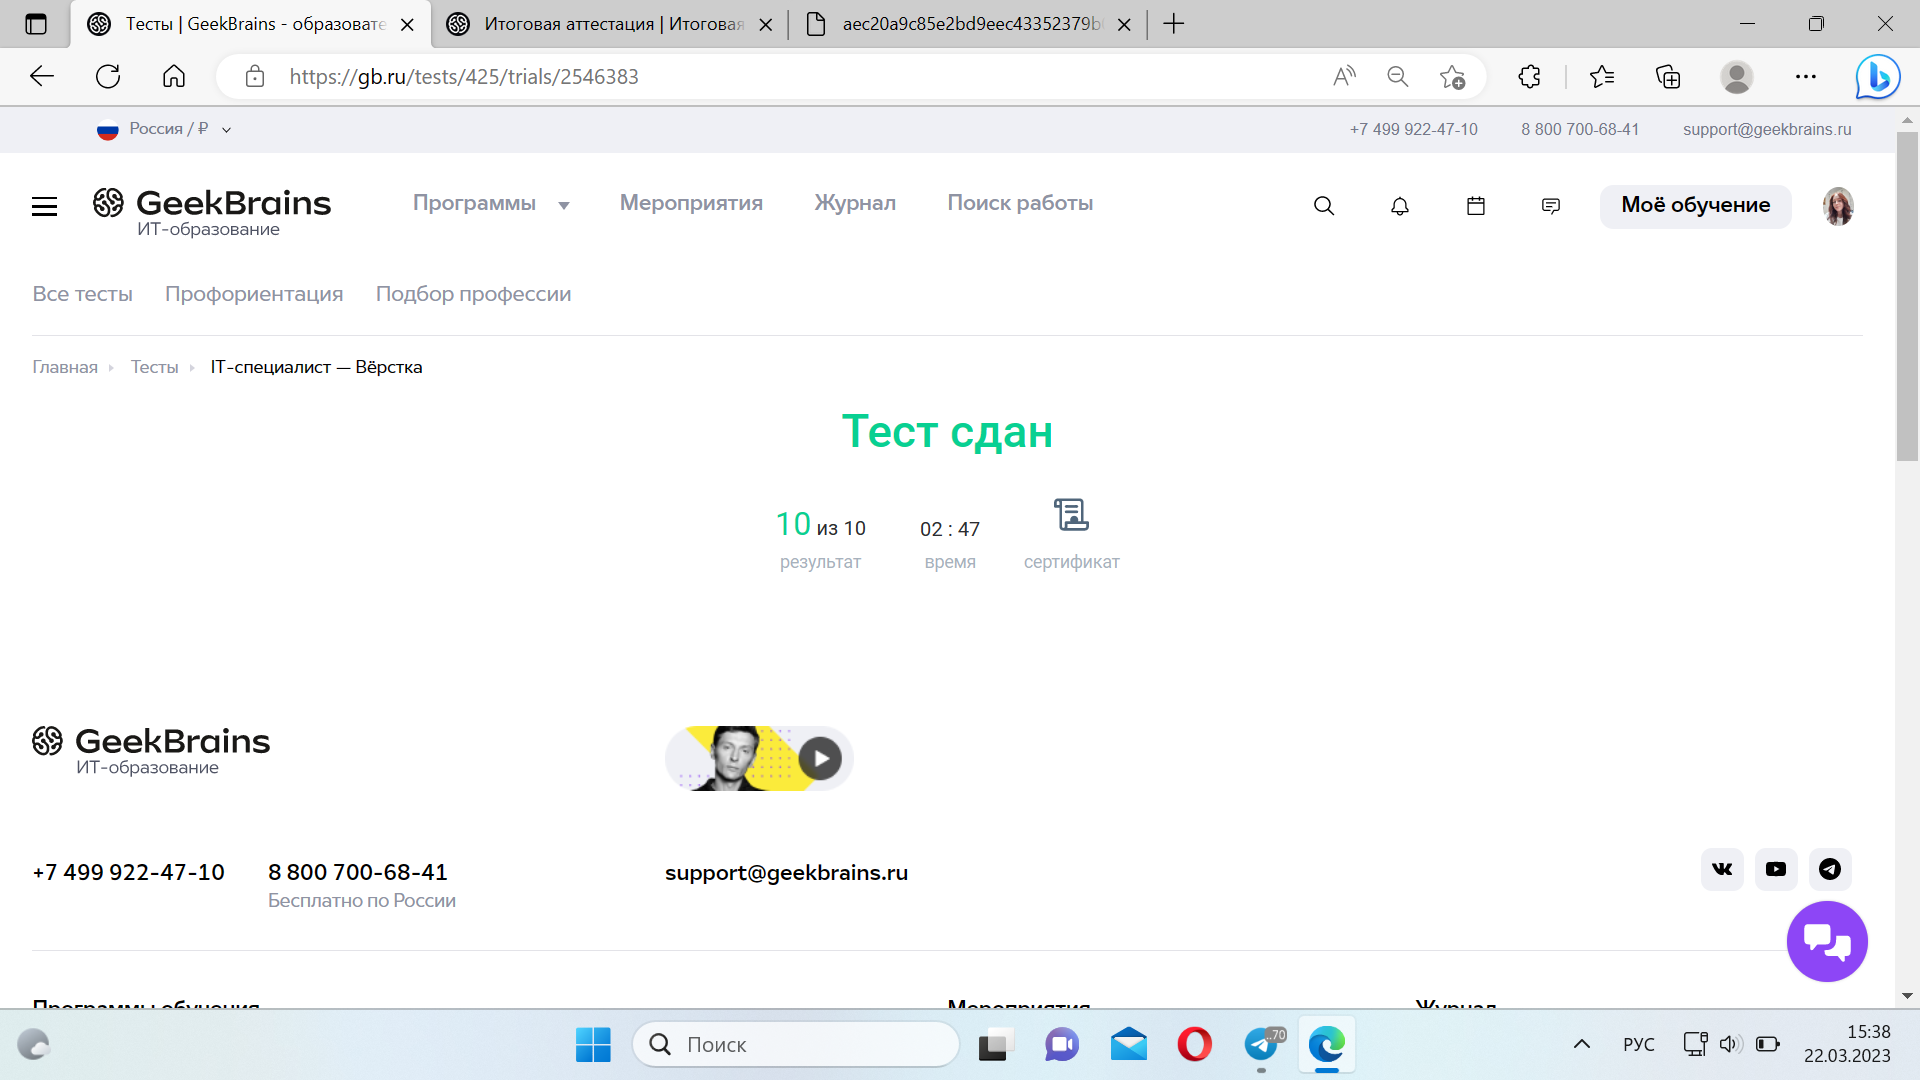 Тесты | GeekBrains - образовате
Итоговая аттестация | Итоговая
aec20a9c85e2bd9eec43352379b
https://gb.ru/tests/425/trials/2546383
Россия / ₽
+7 499 922-47-10
8 800 700-68-41
support@geekbrains.ru
GeekBrains
ИТ-образование
Программы
Мероприятия
Журнал
Поиск работы
Моё обучение
Все тесты
Профориентация
Подбор профессии
Главная
Тесты
IT-специалист — Вёрстка
Тест сдан
10 из 10
результат
02 : 47
время
сертификат
GeekBrains
ИТ-образование
+7 499 922-47-10
8 800 700-68-41
Бесплатно по России
support@geekbrains.ru
Программы обучения
Мероприятия
Журнал
Поиск
..70
РУС
15:38
22.03.2023